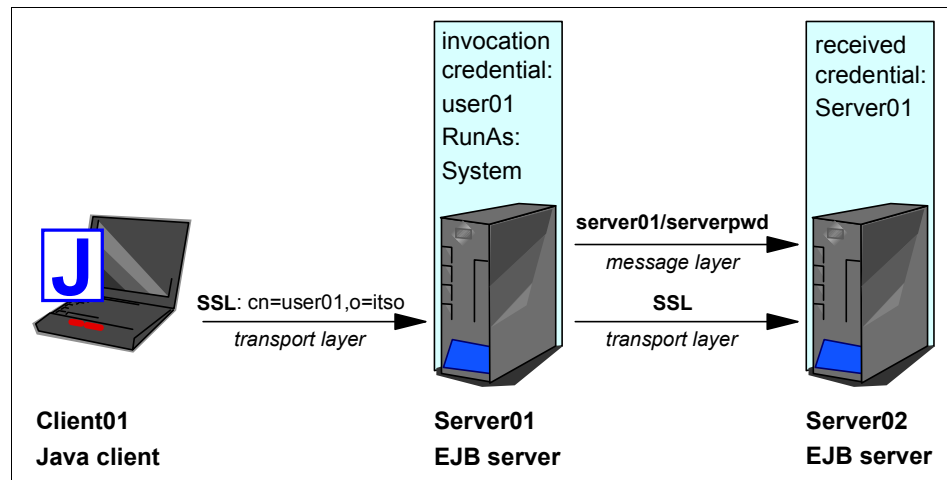 invocation
credential:
user01
RunAs:
System
received
credential:
Server01
J
server01/serverpwd
message layer
SSL: cn=user01,o=itso
transport layer
SSL
transport layer
Client01
Java client
Server01
EJB server
Server02
EJB server